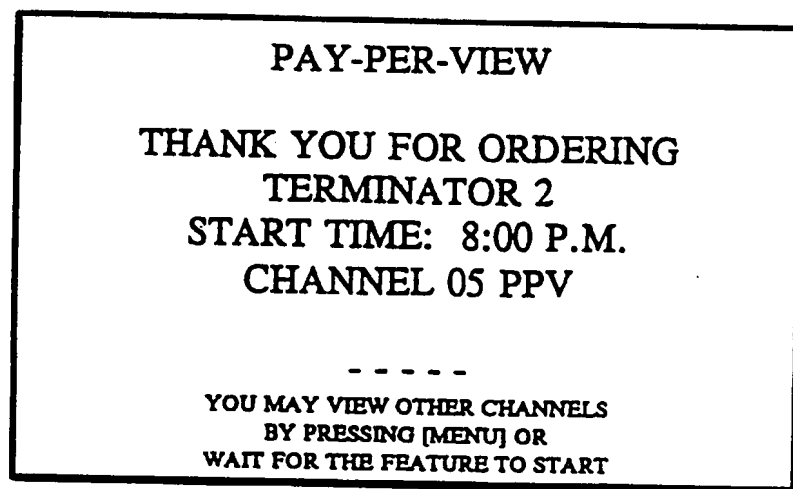 PAY-PER-VIEW
THANK YOU FOR ORDERING
TERMINATOR 2
START TIME: 8:00 P.M.
CHANNEL 05 PPV
- - - - -
YOU MAY VIEW OTHER CHANNELS
BY PRESSING [MENU] OR
WAIT FOR THE FEATURE TO START